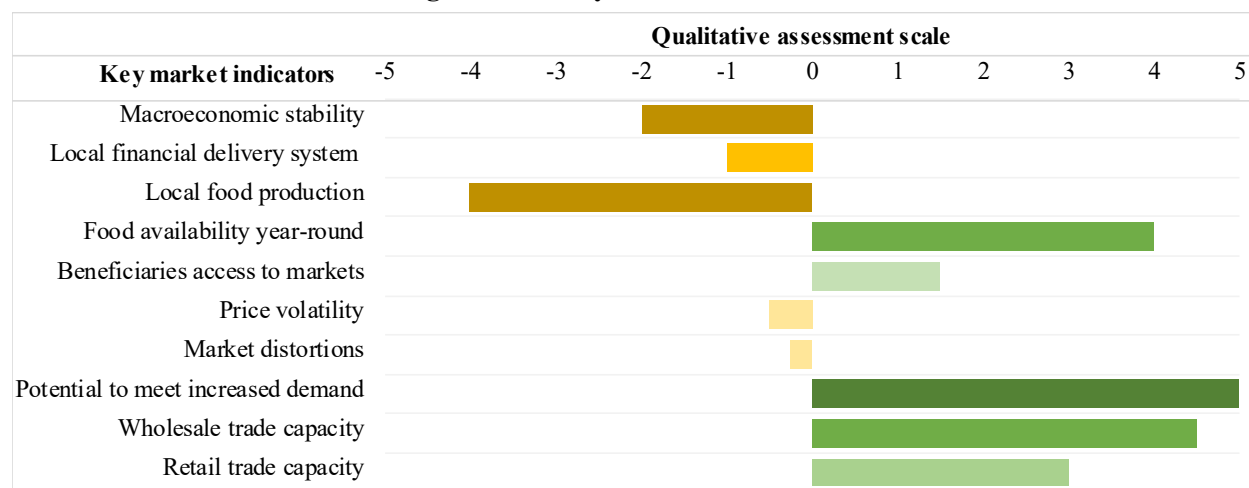 Qualitative assessment scale
Key market indicators -5 -4 -3 -2 -1 0 1 2 3 4 5
Macroeconomic stability
Local financial delivery system
Local food production
Food availability year-round
Beneficiaries access to markets
Price volatility
Market distortions
Potential to meet increased demand
Wholesale trade capacity
Retail trade capacity